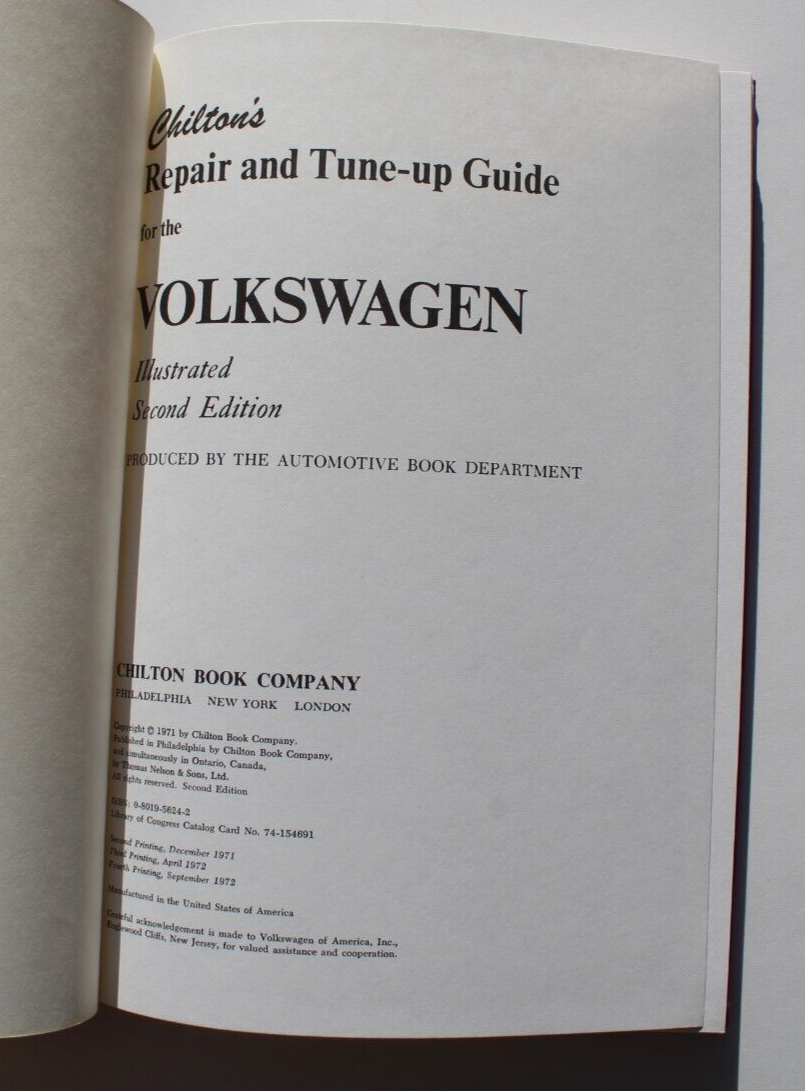 Chilton's
Repair and Tune-up Guide
for the
VOLKSWAGEN
Illustrated
Second Edition
PRODUCED BY THE AUTOMOTIVE BOOK DEPARTMENT
CHILTON BOOK COMPANY
PHILADELPHIA NEW YORK LONDON
Copyright © 1971 by Chilton Book Company.
Published in Philadelphia by Chilton Book Company,
and simultaneously in Ontario, Canada,
by Thomas Nelson & Sons, Ltd.
All rights reserved. Second Edition
ISBN: 0-8019-5624-2
Library of Congress Catalog Card No. 74-154691
Second Printing, December 1971
Third Printing, April 1972
Fourth Printing, September 1972
Manufactured in the United States of America
Grateful acknowledgement is made to Volkswagen of America, Inc.,
Englewood Cliffs, New Jersey, for valued assistance and cooperation.